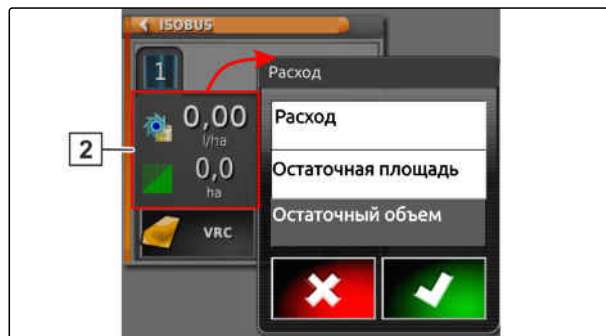 ISOBUS
1
Расход
0,00
l/ha
2
0,0
ha
VRC
Расход
Остаточная площадь
Остаточный объем